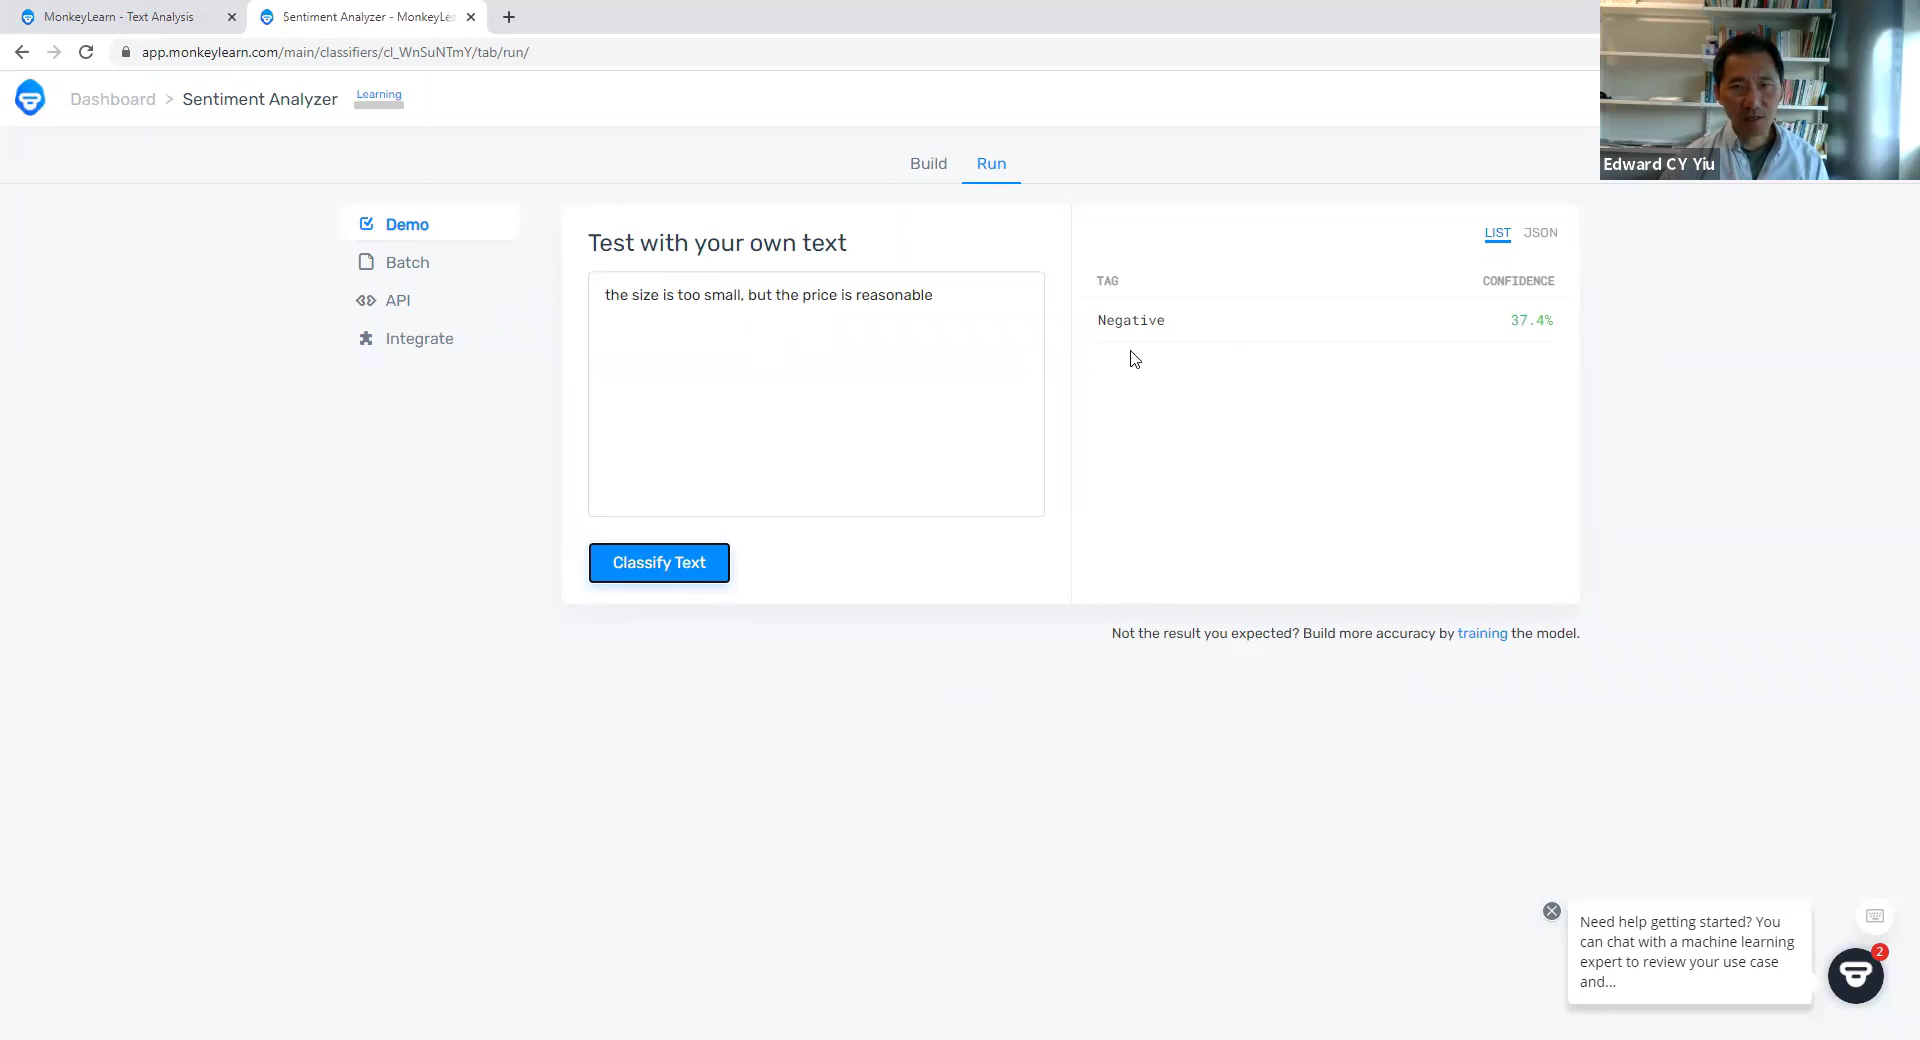 MonkeyLearn - Text Analysis
Sentiment Analyzer - MonkeyLe
app.monkeylearn.com/main/classifiers/cl_WnSuNTmY/tab/run/
Dashboard > Sentiment Analyzer Learning
Edward CY Yiu
Build Run
Demo
Batch
API
Integrate
Test with your own text
the size is too small, but the price is reasonable
Classify Text
LIST JSON
TAG CONFIDENCE
Negative 37.4%
Not the result you expected? Build more accuracy by training the model.
Need help getting started? You
can chat with a machine learning
expert to review your use case
and...
2